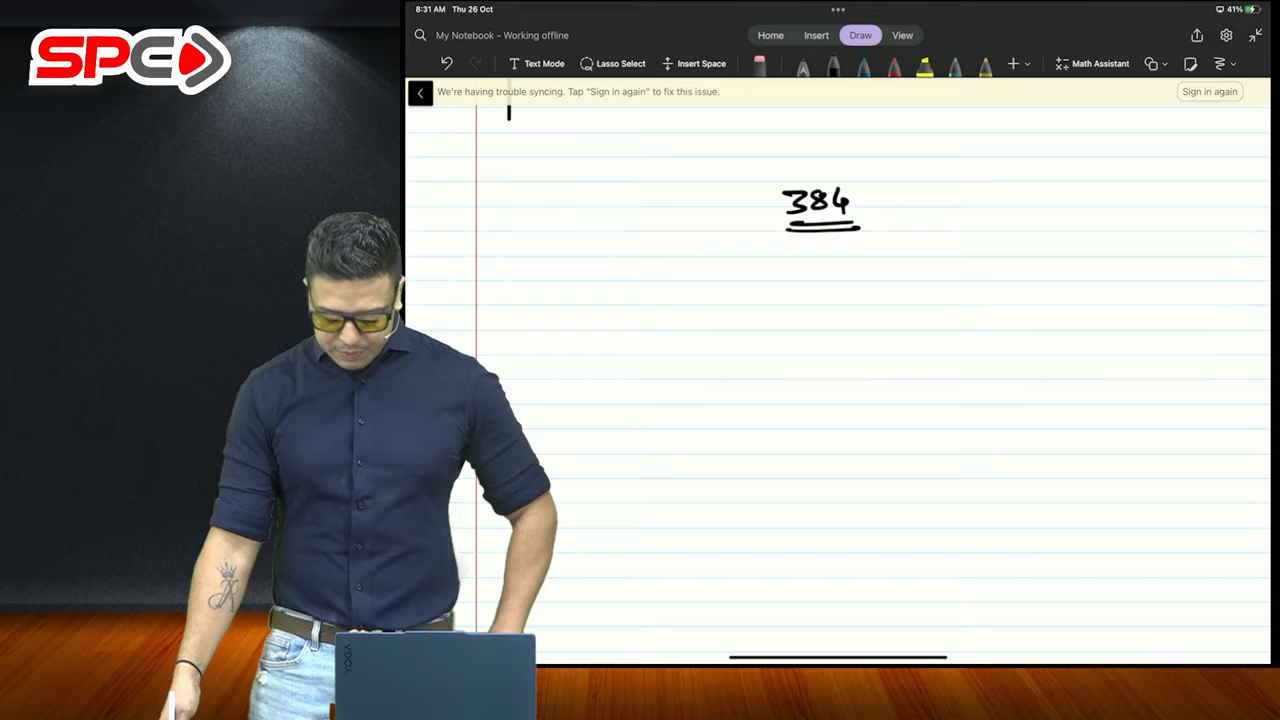 SPED
8:31 AM Thu 26 Oct
41%
My Notebook - Working offline
Home Insert Draw View
Text Mode Lasso Select Insert Space Math Assistant
We're having trouble syncing. Tap "Sign in again" to fix this issue.
Sign in again
384
YOGA